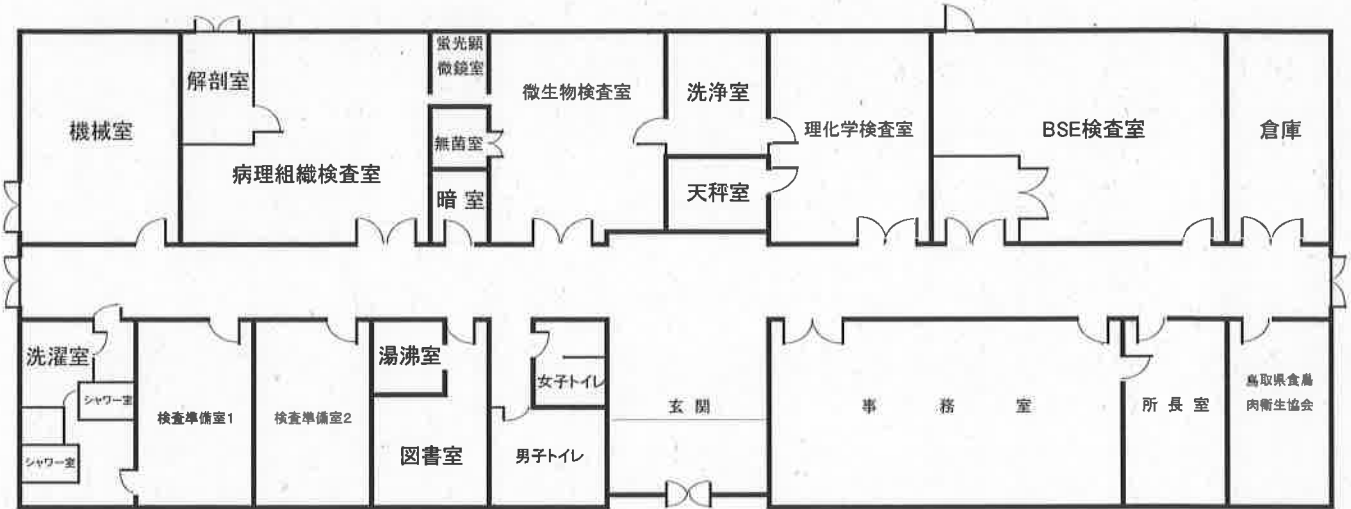 機械室
解剖室
病理組織検査室
蛍光顕
微鏡室
無菌室
暗 室
微生物検査室
洗浄室
天秤室
理化学検査室
BSE検査室
倉庫
洗濯室
シャワー室
シャワー室
検査準備室1
検査準備室2
湯沸室
図書室
女子トイレ
男子トイレ
玄 関
事 務 室
所 長 室
鳥取県食鳥
肉衛生協会